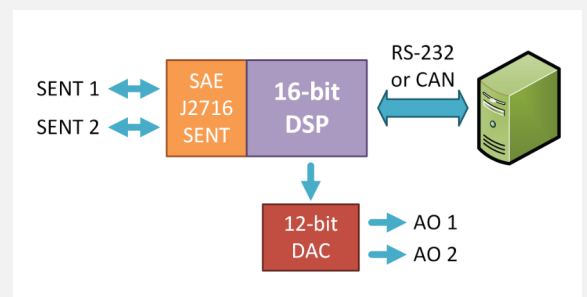 SENT 1
SENT 2
SAE
J2716
SENT
16-bit
DSP
RS-232
or CAN
12-bit
DAC
AO 1
AO 2